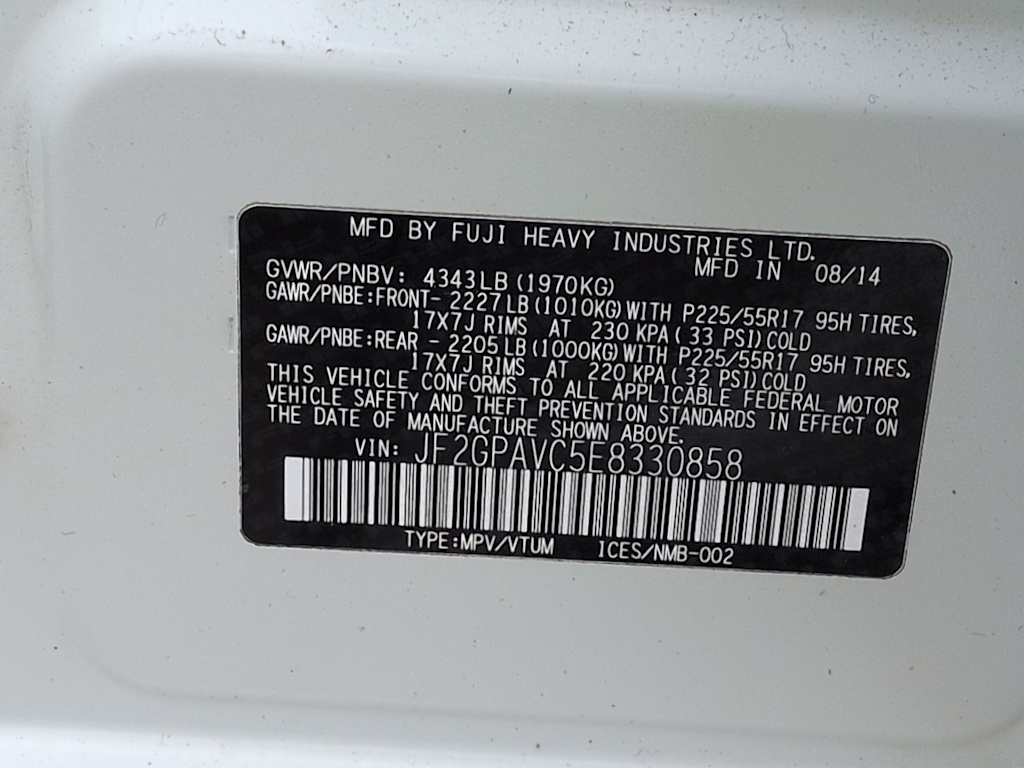 MFD BY FUJI HEAVY INDUSTRIES LTD.
MFD IN 08/14
GVWR/PNBV: 4343LB (1970KG)
GAWR/PNBE:FRONT- 2227LB (1010KG) WITH P225/55R17 95H TIRES,
17X7J RIMS AT 230 KPA ( 33 PSI) COLD
GAWR/PNBE:REAR - 2205LB (1000KG) WITH P225/55R17 95H TIRES,
17X7J RIMS AT 220 KPA ( 32 PSI) COLD
THIS VEHICLE CONFORMS TO ALL APPLICABLE FEDERAL MOTOR
VEHICLE SAFETY AND THEFT PREVENTION STANDARDS IN EFFECT ON
THE DATE OF MANUFACTURE SHOWN ABOVE.
VIN: JF2GPAVC5E8330858
TYPE:MPV/VTUM ICES/NMB-002